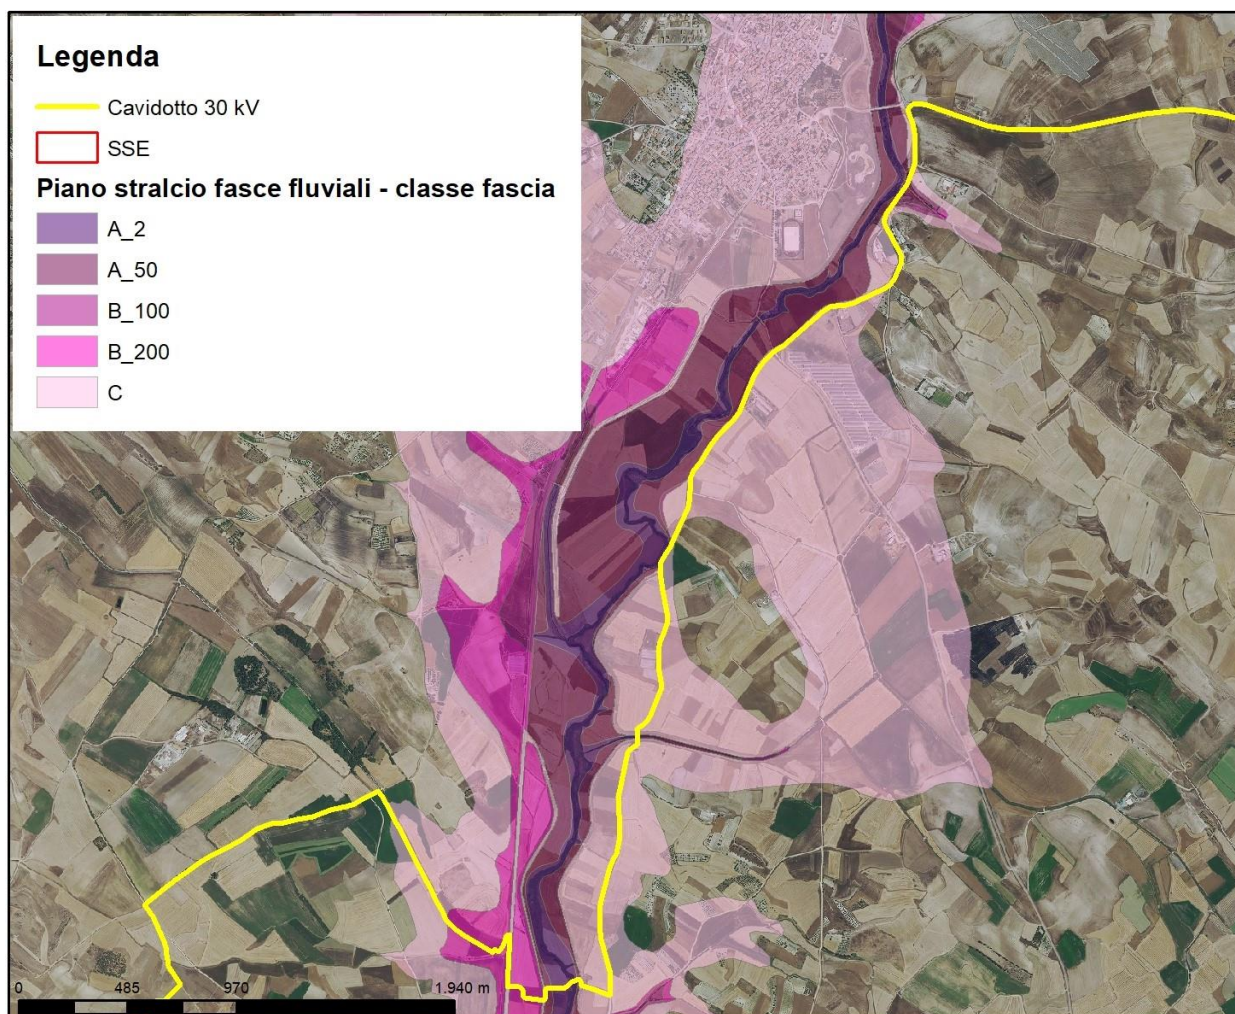 Legenda
Cavidotto 30 kV
SSE
Piano stralcio fasce fluviali - classe fascia
A_2
A_50
B_100
B_200
C
0 485 970 1.940 m